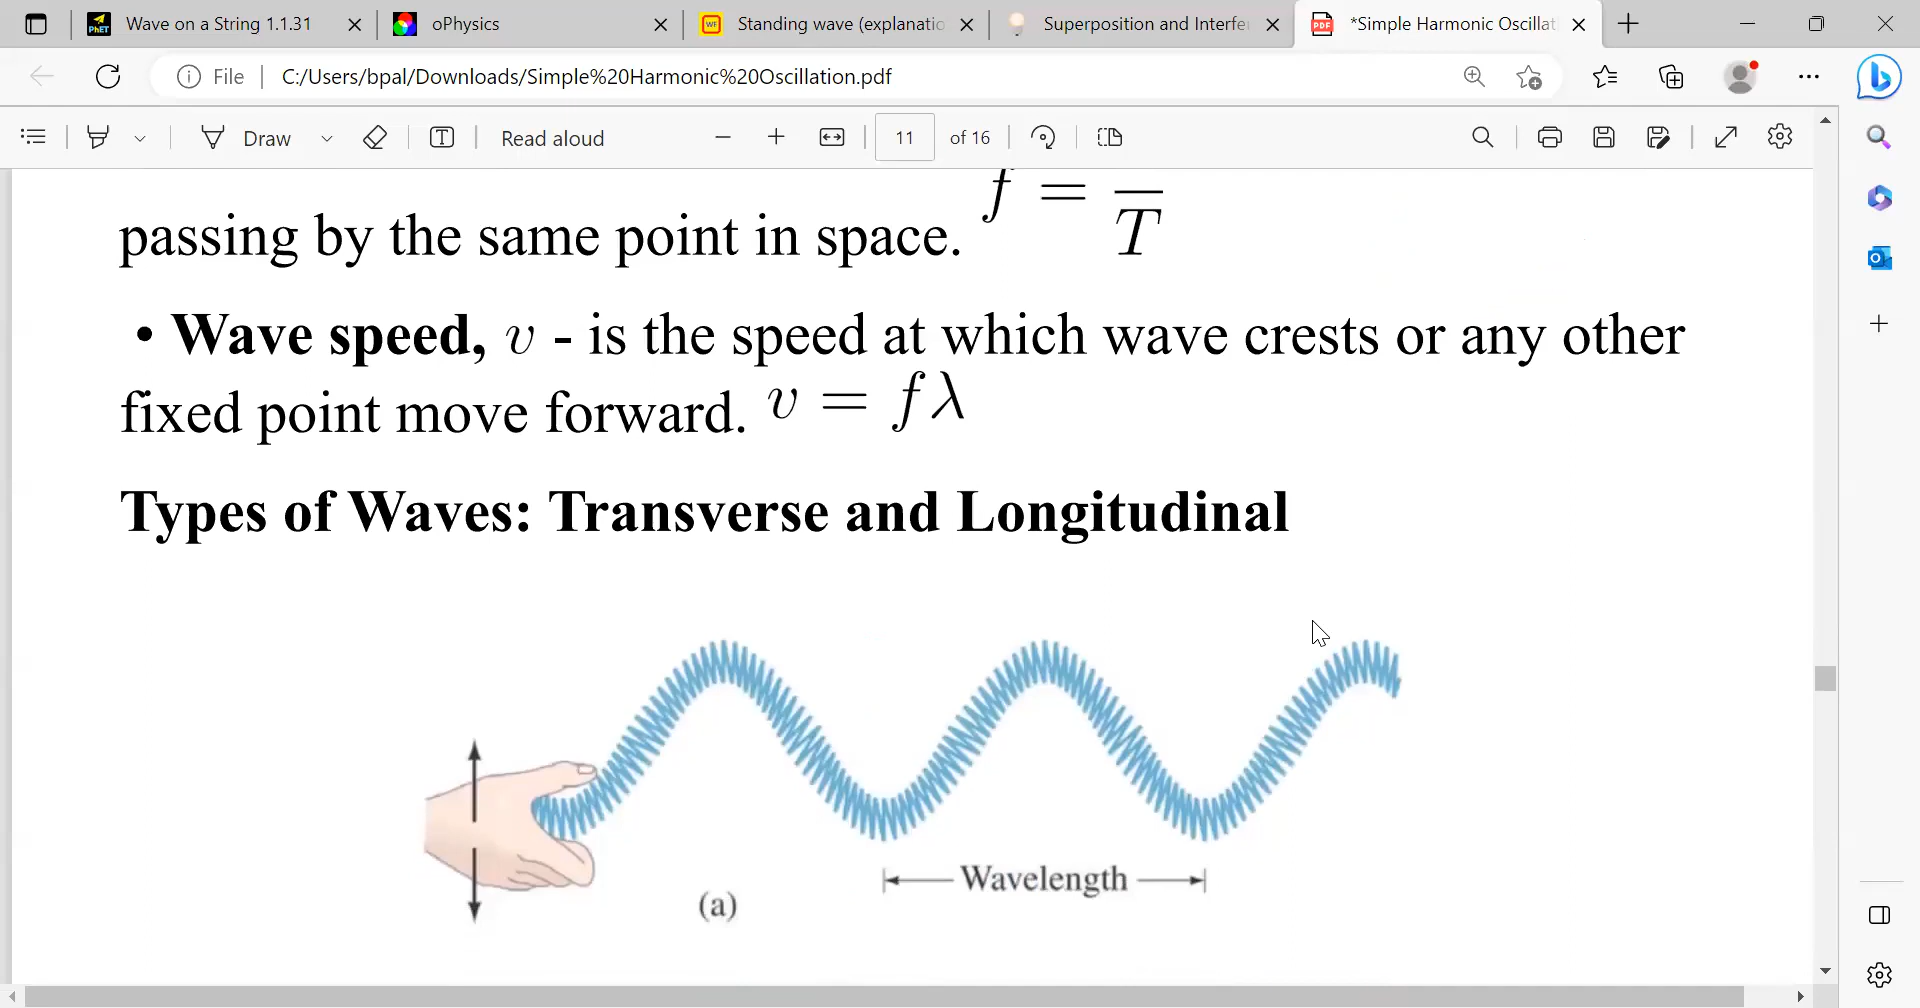 Wave on a String 1.1.31
oPhysics
Standing wave (explanatio
Superposition and Interfe
*Simple Harmonic Oscillat
File
C:/Users/bpal/Downloads/Simple%20Harmonic%20Oscillation.pdf
Draw
Read aloud
11
of 16
f = — T
passing by the same point in space.
• Wave speed, v - is the speed at which wave crests or any other
fixed point move forward. v = fλ
Types of Waves: Transverse and Longitudinal
Wavelength
(a)